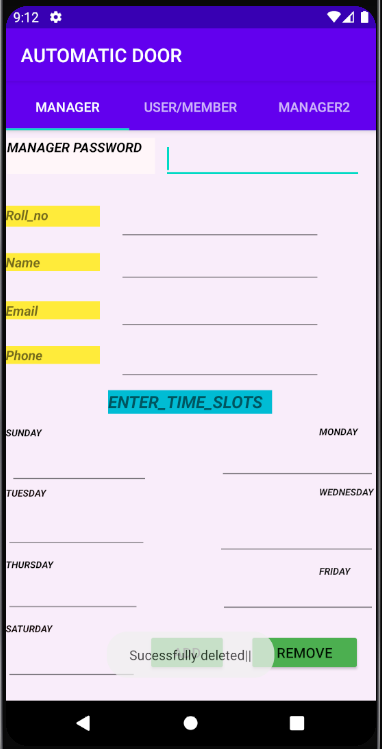 9:12
AUTOMATIC DOOR
MANAGER USER/MEMBER MANAGER2
MANAGER PASSWORD
Roll_no
Name
Email
Phone
ENTER_TIME_SLOTS
SUNDAY MONDAY
TUESDAY WEDNESDAY
THURSDAY FRIDAY
SATURDAY
REMOVE
Sucessfully deleted||